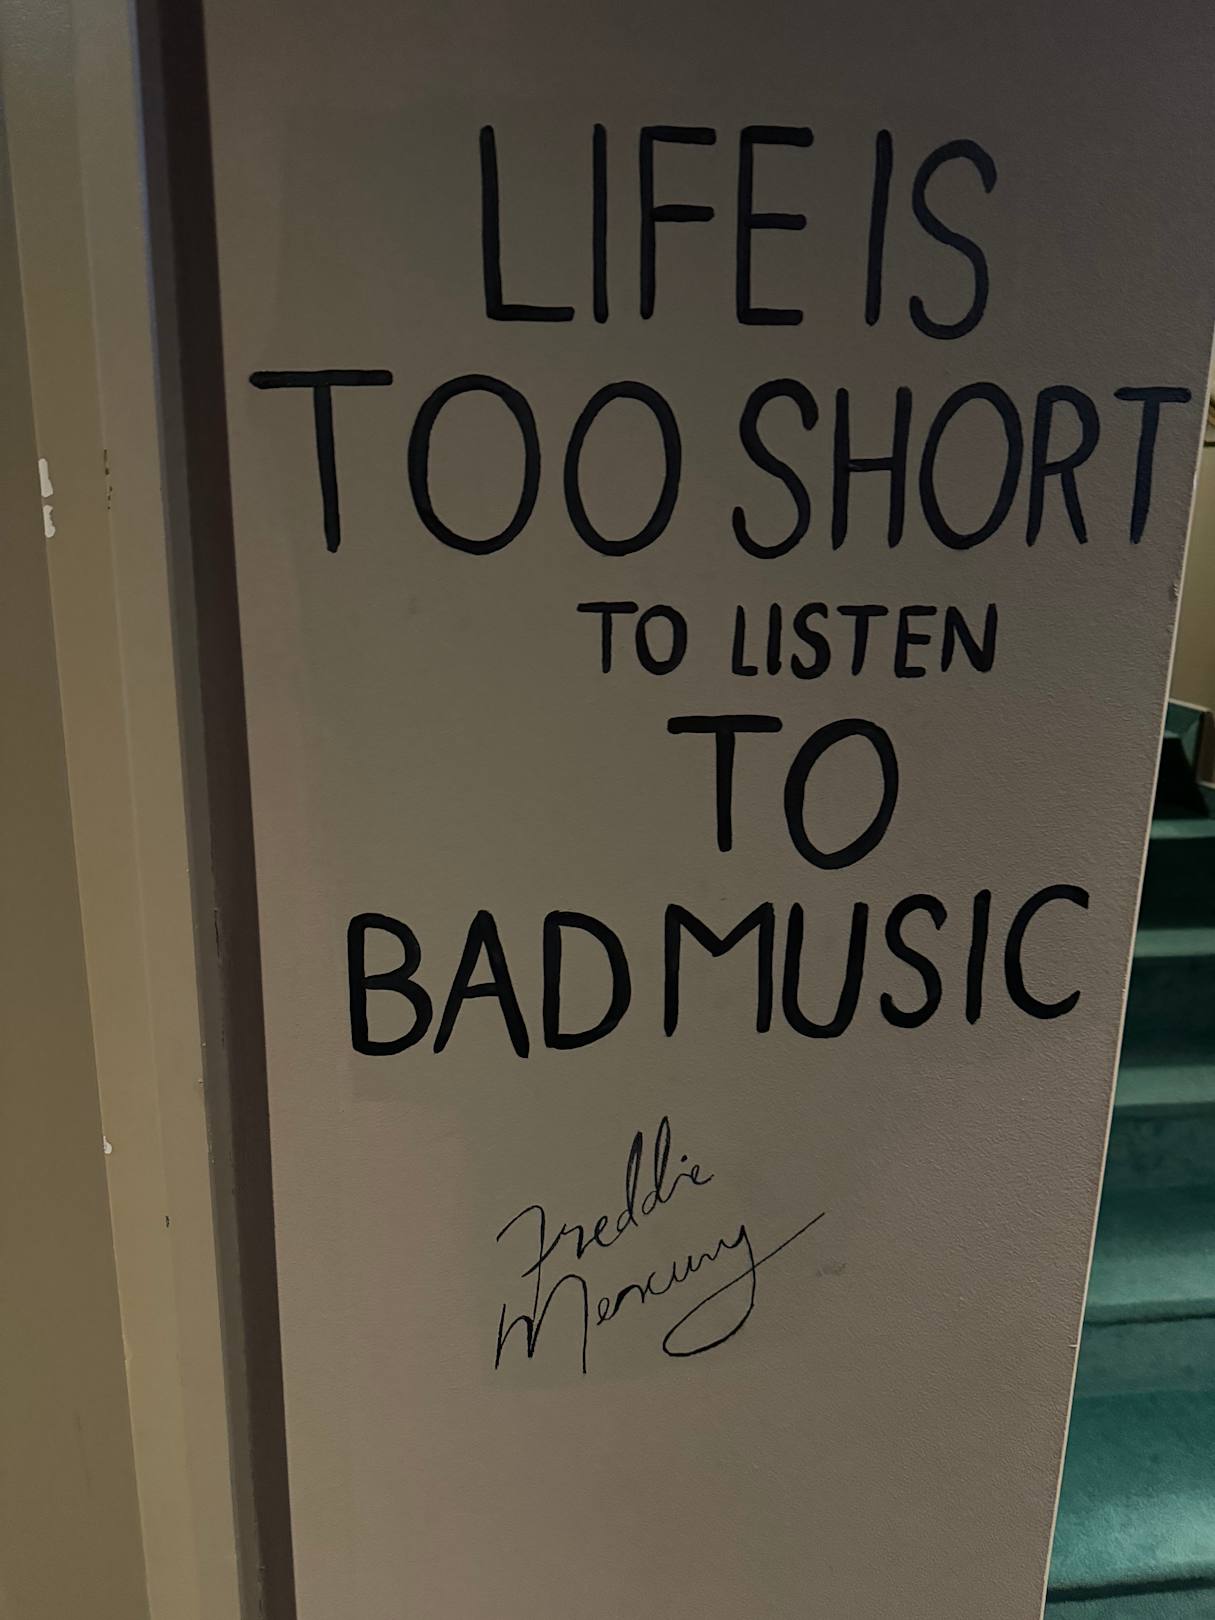 LIFE IS
TOO SHORT
TO LISTEN
TO
BAD MUSIC
Freddie
Mercury